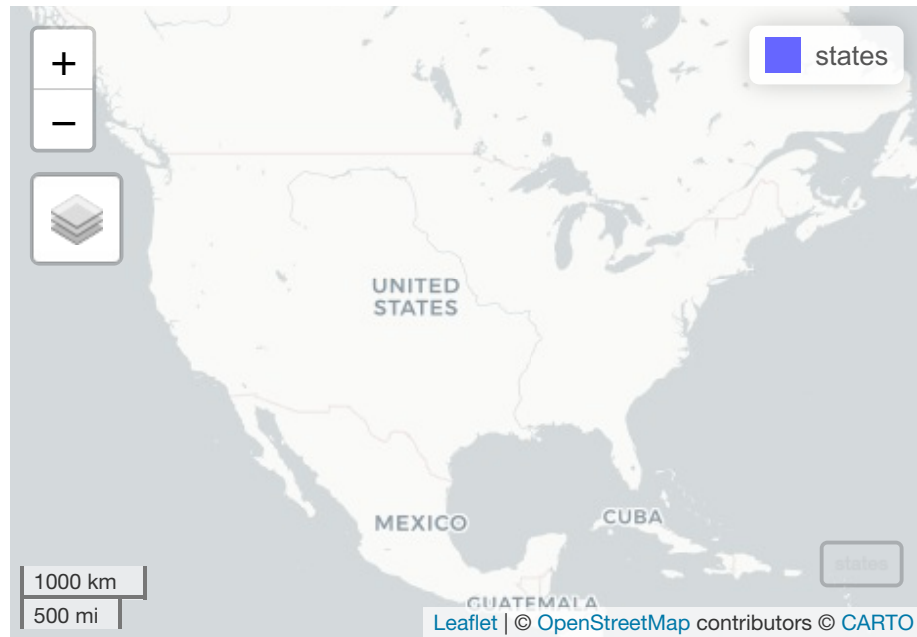 +
states
−
UNITED
STATES
MEXICO
CUBA
states
1000 km
500 mi
GUATEMALA
Leaflet | © OpenStreetMap contributors © CARTO